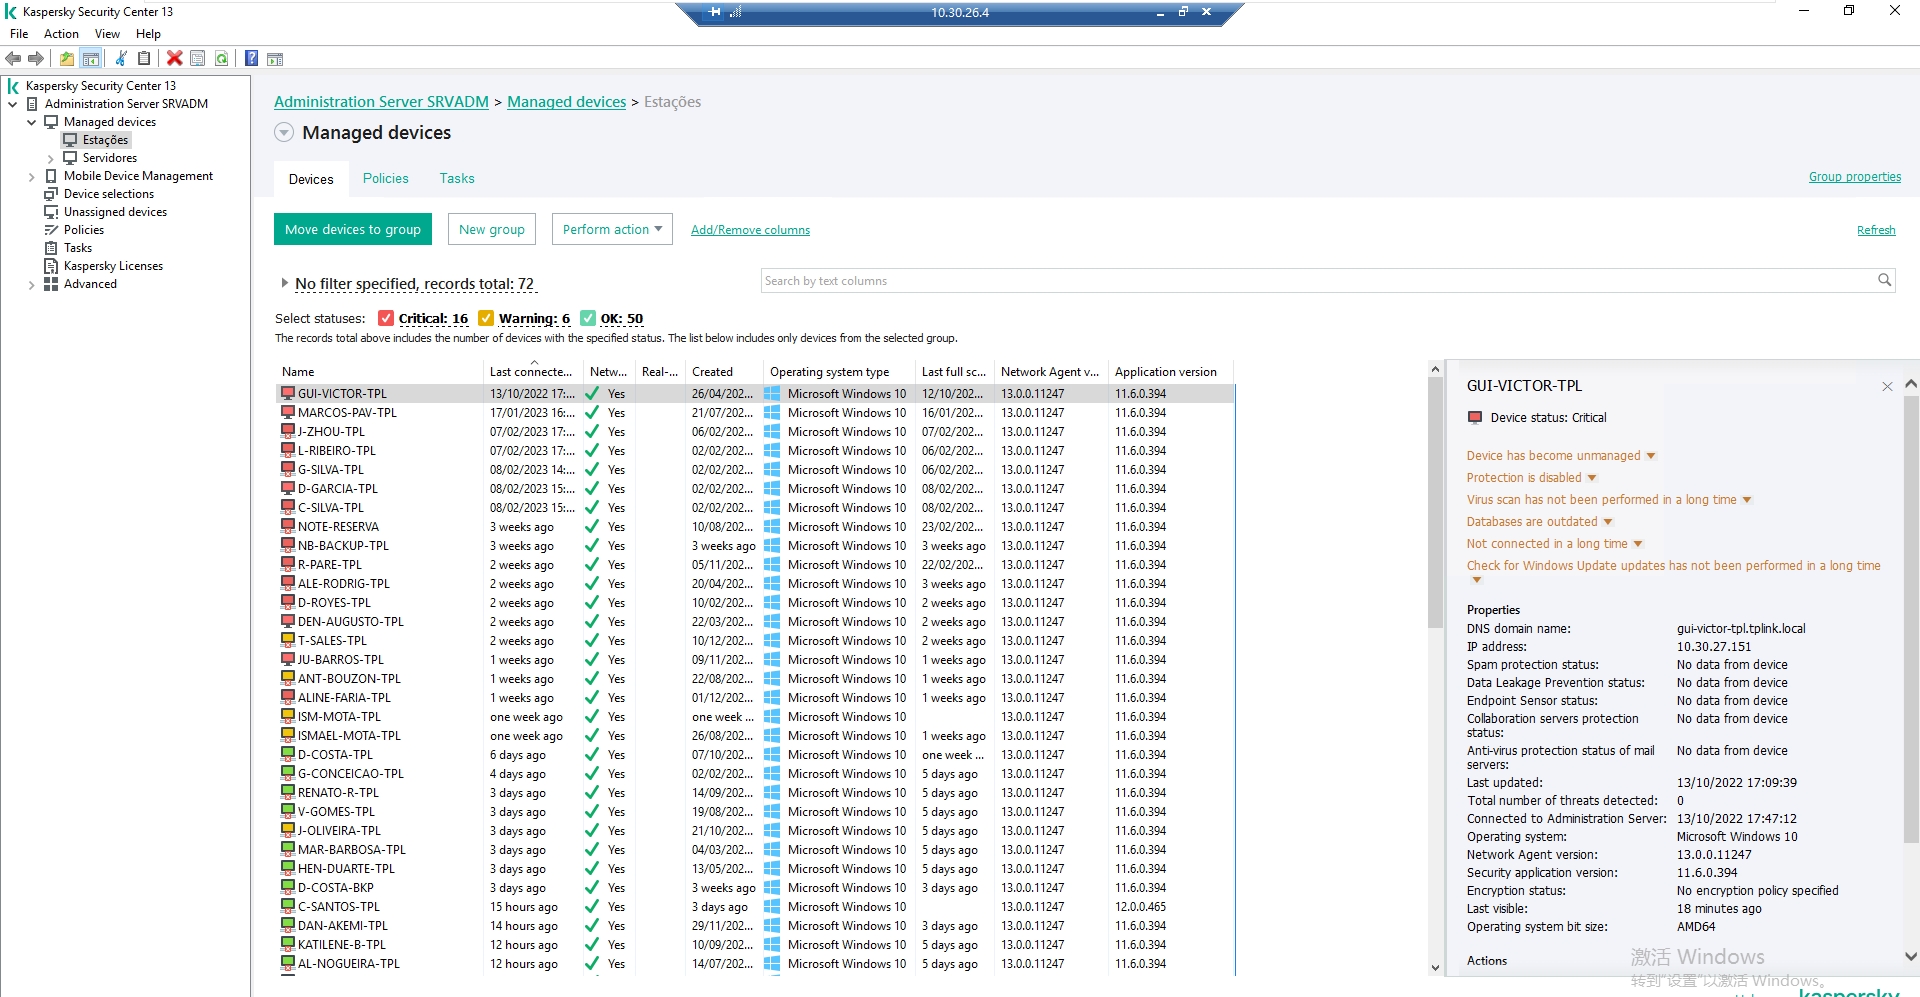 Kaspersky Security Center 13
10.30.26.4
File Action View Help
Kaspersky Security Center 13
Administration Server SRVADM
Managed devices
Estações
Servidores
Mobile Device Management
Device selections
Unassigned devices
Policies
Tasks
Kaspersky Licenses
Advanced
Administration Server SRVADM > Managed devices > Estações
Managed devices
Devices Policies Tasks
Group properties
Move devices to group New group Perform action Add/Remove columns
Refresh
No filter specified, records total: 72
Search by text columns
Select statuses: Critical: 16 Warning: 6 OK: 50
The records total above includes the number of devices with the specified status. The list below includes only devices from the selected group.
Name Last connecte... Netw... Real-... Created Operating system type Last full sc... Network Agent v... Application version
GUI-VICTOR-TPL 13/10/2022 17:... Yes 26/04/202... Microsoft Windows 10 12/10/202... 13.0.0.11247 11.6.0.394
MARCOS-PAV-TPL 17/01/2023 16:... Yes 21/07/202... Microsoft Windows 10 16/01/202... 13.0.0.11247 11.6.0.394
J-ZHOU-TPL 07/02/2023 17:... Yes 06/02/202... Microsoft Windows 10 07/02/202... 13.0.0.11247 11.6.0.394
L-RIBEIRO-TPL 07/02/2023 17:... Yes 02/02/202... Microsoft Windows 10 06/02/202... 13.0.0.11247 11.6.0.394
G-SILVA-TPL 08/02/2023 14:... Yes 02/02/202... Microsoft Windows 10 06/02/202... 13.0.0.11247 11.6.0.394
D-GARCIA-TPL 08/02/2023 15:... Yes 02/02/202... Microsoft Windows 10 08/02/202... 13.0.0.11247 11.6.0.394
C-SILVA-TPL 08/02/2023 15:... Yes 02/02/202... Microsoft Windows 10 08/02/202... 13.0.0.11247 11.6.0.394
NOTE-RESERVA 3 weeks ago Yes 10/08/202... Microsoft Windows 10 23/02/202... 13.0.0.11247 11.6.0.394
NB-BACKUP-TPL 3 weeks ago Yes 3 weeks ago Microsoft Windows 10 3 weeks ago 13.0.0.11247 11.6.0.394
R-PARE-TPL 2 weeks ago Yes 05/11/202... Microsoft Windows 10 22/02/202... 13.0.0.11247 11.6.0.394
ALE-RODRIG-TPL 2 weeks ago Yes 20/04/202... Microsoft Windows 10 3 weeks ago 13.0.0.11247 11.6.0.394
D-ROYES-TPL 2 weeks ago Yes 10/02/202... Microsoft Windows 10 2 weeks ago 13.0.0.11247 11.6.0.394
DEN-AUGUSTO-TPL 2 weeks ago Yes 22/03/202... Microsoft Windows 10 2 weeks ago 13.0.0.11247 11.6.0.394
T-SALES-TPL 2 weeks ago Yes 10/12/202... Microsoft Windows 10 2 weeks ago 13.0.0.11247 11.6.0.394
JU-BARROS-TPL 1 weeks ago Yes 09/11/202... Microsoft Windows 10 1 weeks ago 13.0.0.11247 11.6.0.394
ANT-BOUZON-TPL 1 weeks ago Yes 22/08/202... Microsoft Windows 10 1 weeks ago 13.0.0.11247 11.6.0.394
ALINE-FARIA-TPL 1 weeks ago Yes 01/12/202... Microsoft Windows 10 1 weeks ago 13.0.0.11247 11.6.0.394
ISM-MOTA-TPL one week ago Yes one week ... Microsoft Windows 10 13.0.0.11247 11.6.0.394
ISMAEL-MOTA-TPL one week ago Yes 26/08/202... Microsoft Windows 10 1 weeks ago 13.0.0.11247 11.6.0.394
D-COSTA-TPL 6 days ago Yes 07/10/202... Microsoft Windows 10 one week ... 13.0.0.11247 11.6.0.394
G-CONCEICAO-TPL 4 days ago Yes 02/02/202... Microsoft Windows 10 5 days ago 13.0.0.11247 11.6.0.394
RENATO-R-TPL 3 days ago Yes 14/09/202... Microsoft Windows 10 5 days ago 13.0.0.11247 11.6.0.394
V-GOMES-TPL 3 days ago Yes 19/08/202... Microsoft Windows 10 5 days ago 13.0.0.11247 11.6.0.394
J-OLIVEIRA-TPL 3 days ago Yes 21/10/202... Microsoft Windows 10 5 days ago 13.0.0.11247 11.6.0.394
MAR-BARBOSA-TPL 3 days ago Yes 04/03/202... Microsoft Windows 10 5 days ago 13.0.0.11247 11.6.0.394
HEN-DUARTE-TPL 3 days ago Yes 13/05/202... Microsoft Windows 10 5 days ago 13.0.0.11247 11.6.0.394
D-COSTA-BKP 3 days ago Yes 3 weeks ago Microsoft Windows 10 3 days ago 13.0.0.11247 11.6.0.394
C-SANTOS-TPL 15 hours ago Yes 3 days ago Microsoft Windows 10 13.0.0.11247 12.0.0.465
DAN-AKEMI-TPL 14 hours ago Yes 29/11/202... Microsoft Windows 10 3 days ago 13.0.0.11247 11.6.0.394
KATILENE-B-TPL 12 hours ago Yes 10/09/202... Microsoft Windows 10 5 days ago 13.0.0.11247 11.6.0.394
AL-NOGUEIRA-TPL 12 hours ago Yes 14/07/202... Microsoft Windows 10 5 days ago 13.0.0.11247 11.6.0.394
GUI-VICTOR-TPL
Device status: Critical
Device has become unmanaged
Protection is disabled
Virus scan has not been performed in a long time
Databases are outdated
Not connected in a long time
Check for Windows Update updates has not been performed in a long time
Properties
DNS domain name: gui-victor-tpl.tplink.local
IP address: 10.30.27.151
Spam protection status: No data from device
Data Leakage Prevention status: No data from device
Endpoint Sensor status: No data from device
Collaboration servers protection No data from device
status:
Anti-virus protection status of mail No data from device
servers:
Last updated: 13/10/2022 17:09:39
Total number of threats detected: 0
Connected to Administration Server: 13/10/2022 17:47:12
Operating system: Microsoft Windows 10
Network Agent version: 13.0.0.11247
Security application version: 11.6.0.394
Encryption status: No encryption policy specified
Last visible: 18 minutes ago
Operating system bit size: AMD64
Actions
激活 Windows
转到"设置"以激活 Windows。
kaspersky